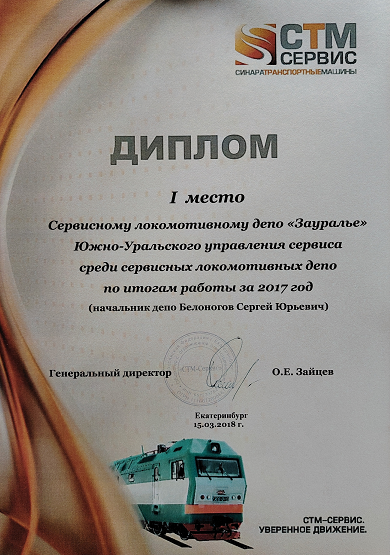 СТМ
СЕРВИС
СИНАРАТРАНСПОРТНЫЕМАШИНЫ
ДИПЛОМ
I место
Сервисному локомотивному депо «Зауралье»
Южно-Уральского управления сервиса
среди сервисных локомотивных депо
по итогам работы за 2017 год
(начальник депо Белоногов Сергей Юрьевич)
«СТМ-Сервис»
Генеральный директор
О.Е. Зайцев
Екатеринбург
15.03.2018 г.
СТМ–СЕРВИС.
УВЕРЕННОЕ ДВИЖЕНИЕ.